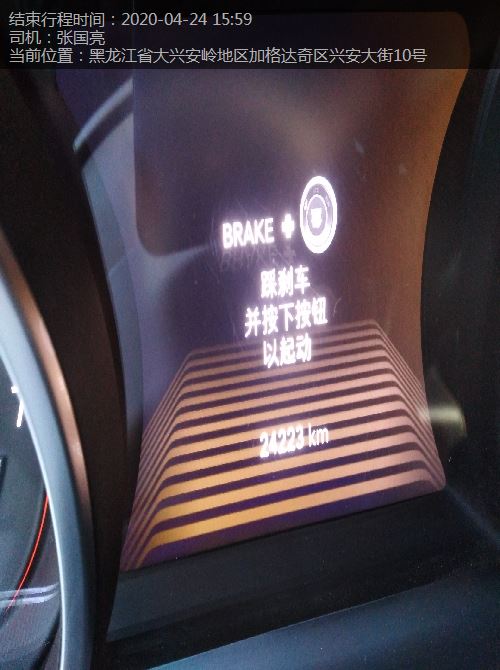 结束行程时间：2020-04-24 15:59
司机：张国亮
当前位置：黑龙江省大兴安岭地区加格达奇区兴安大街10号
BRAKE +
踩刹车
并按下按钮
以起动
24223 km